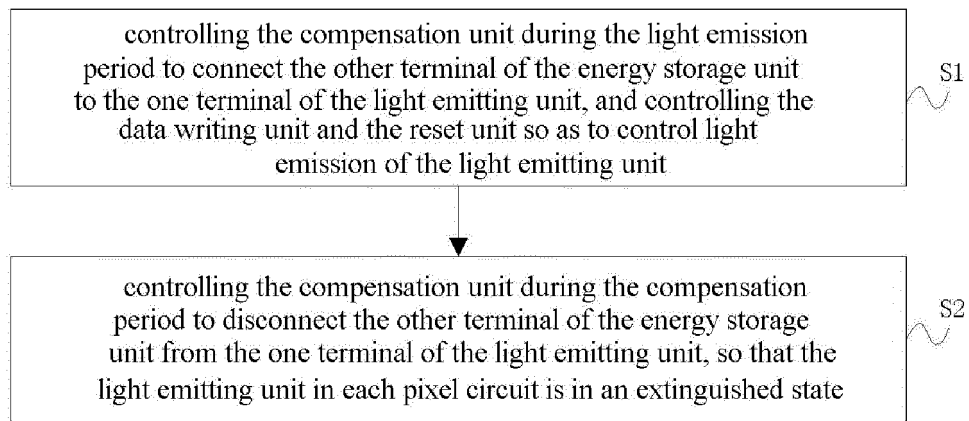 controlling the compensation unit during the light emission
period to connect the other terminal of the energy storage unit
to the one terminal of the light emitting unit, and controlling the
data writing unit and the reset unit so as to control light
emission of the light emitting unit
S1
controlling the compensation unit during the compensation
period to disconnect the other terminal of the energy storage
unit from the one terminal of the light emitting unit, so that the
light emitting unit in each pixel circuit is in an extinguished state
S2